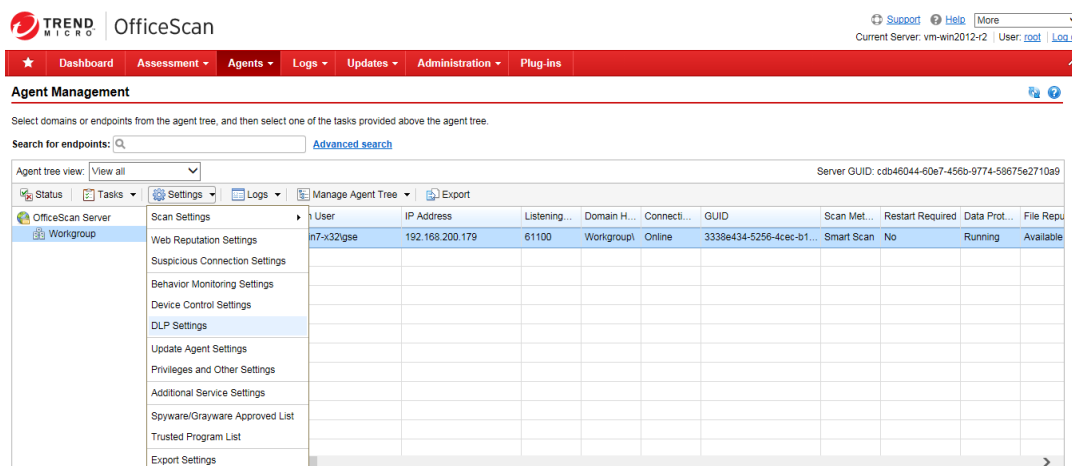 TREND MICRO OfficeScan
Support Help More
Current Server: vm-win2012-r2 User: root Log
Dashboard Assessment Agents Logs Updates Administration Plug-ins
Agent Management
Select domains or endpoints from the agent tree, and then select one of the tasks provided above the agent tree.
Search for endpoints: Advanced search
Agent tree view: View all Server GUID: cdb46044-60e7-456b-9774-58675e2710a9
Status Tasks Settings Logs Manage Agent Tree Export
OfficeScan Server
Workgroup
Scan Settings
Web Reputation Settings
Suspicious Connection Settings
Behavior Monitoring Settings
Device Control Settings
DLP Settings
Update Agent Settings
Privileges and Other Settings
Additional Service Settings
Spyware/Grayware Approved List
Trusted Program List
Export Settings
n User IP Address Listening... Domain H... Connecti... GUID Scan Met... Restart Required Data Prot... File Repu
in7-x32\gse 192.168.200.179 61100 Workgroup\ Online 3338e434-5256-4cec-b1... Smart Scan No Running Available